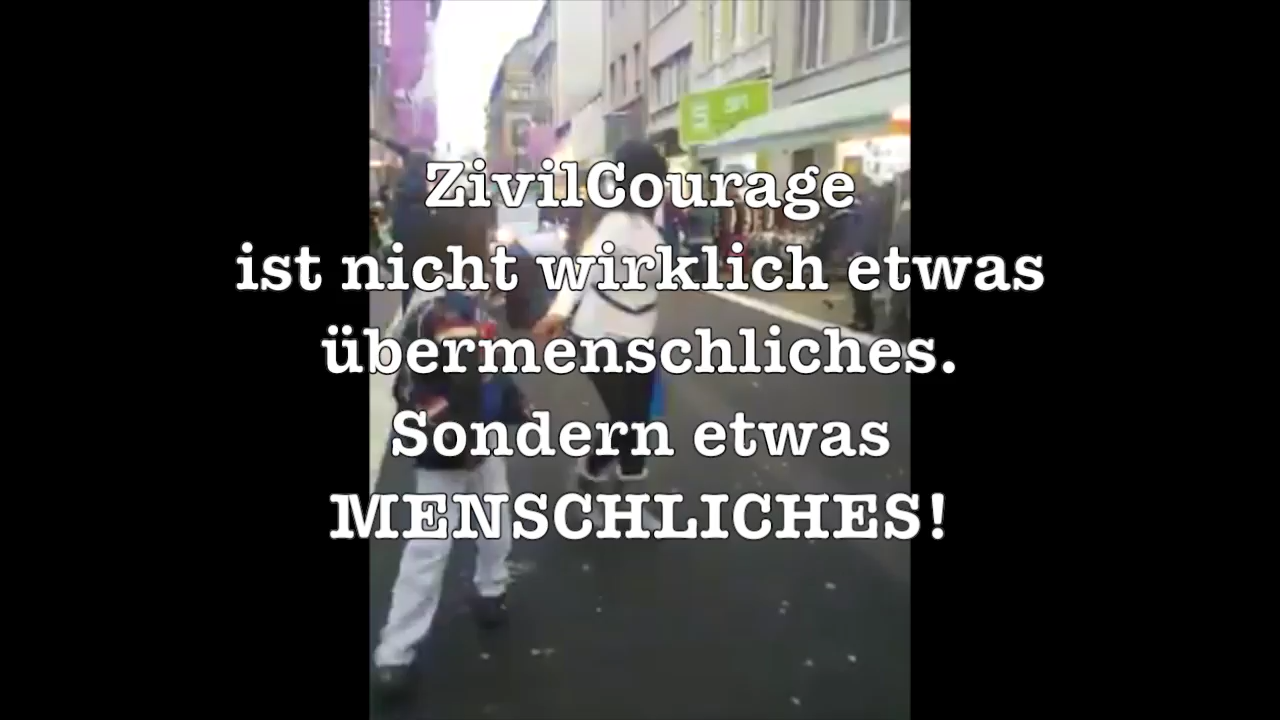 ZivilCourage
ist nicht wirklich etwas
übermenschliches.
Sondern etwas
MENSCHLICHES!